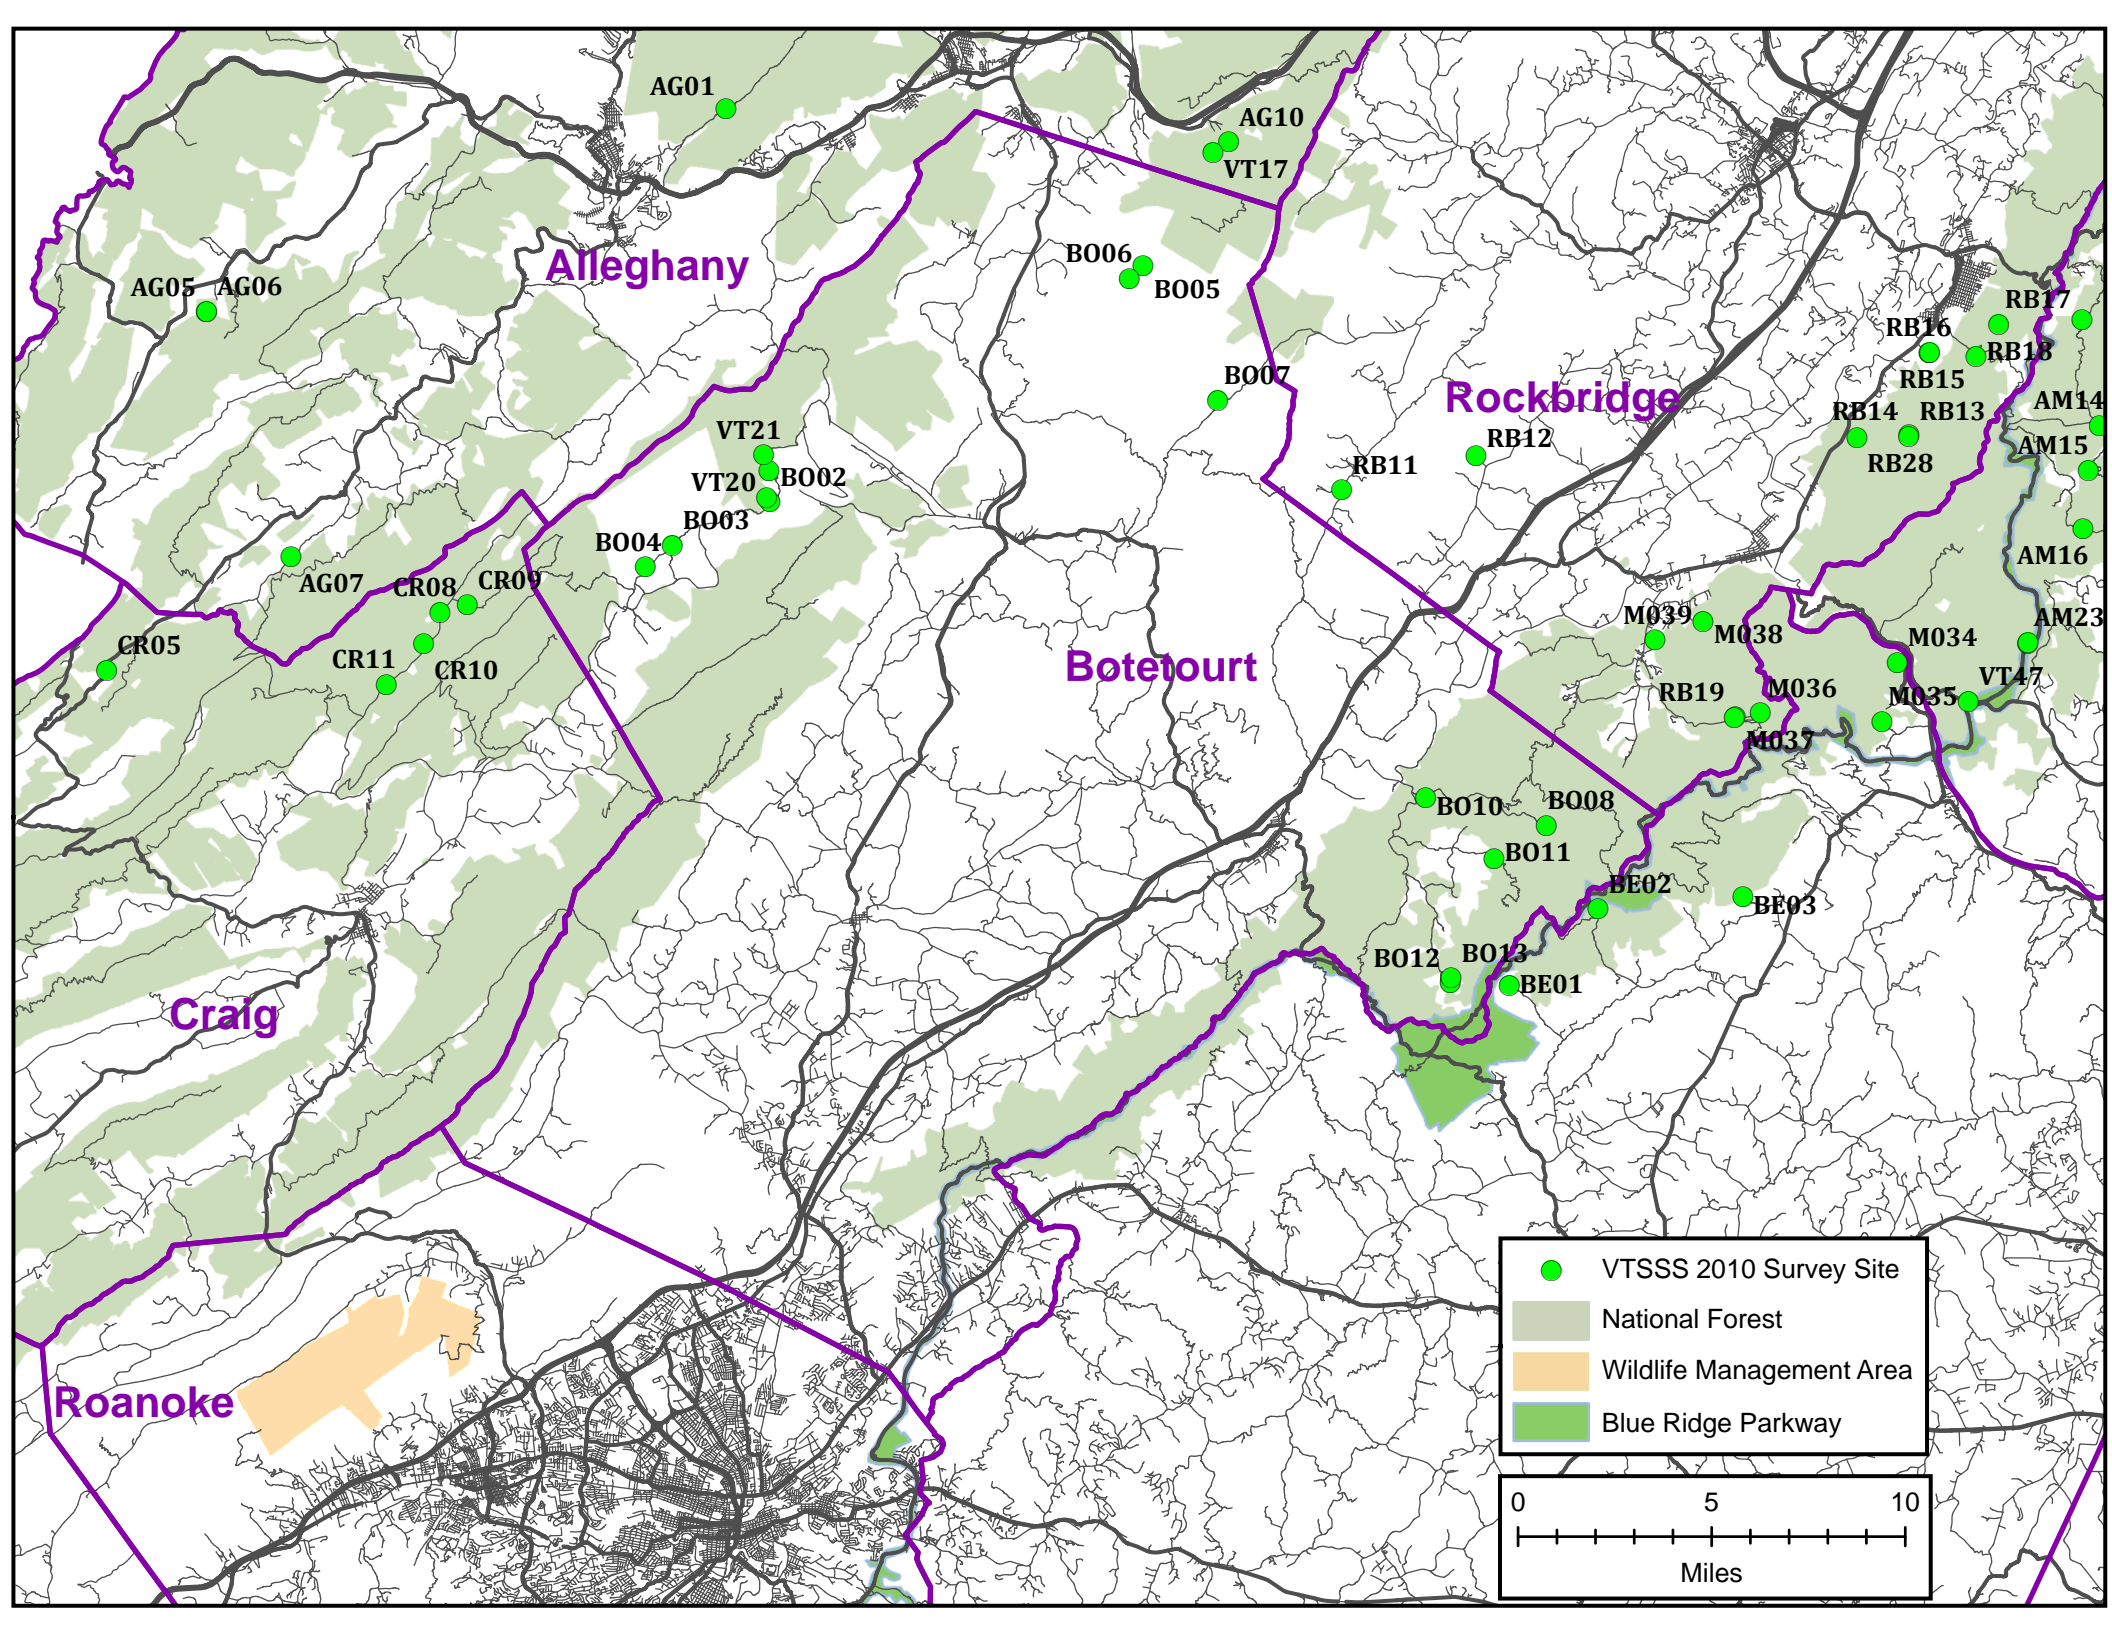 AG01
AG10
VT17
Alleghany
BO06
BO05
AG05 AG06
RB17
RB16
RB18
RB15
BO07
Rockbridge
AM14
RB14 RB13
VT21
RB12
AM15
RB11
RB28
VT20 BO02
BO03
BO04
AM16
AG07
CR08 CR09
M039
M038
AM23
M034
CR05
CR11
CR10
Botetourt
VT47
RB19 M036
M035
M037
BO10
BO08
BO11
BE02
BE03
BO12 BO13
BE01
Craig
Roanoke
VTSSS 2010 Survey Site
National Forest
Wildlife Management Area
Blue Ridge Parkway
0 5 10
Miles